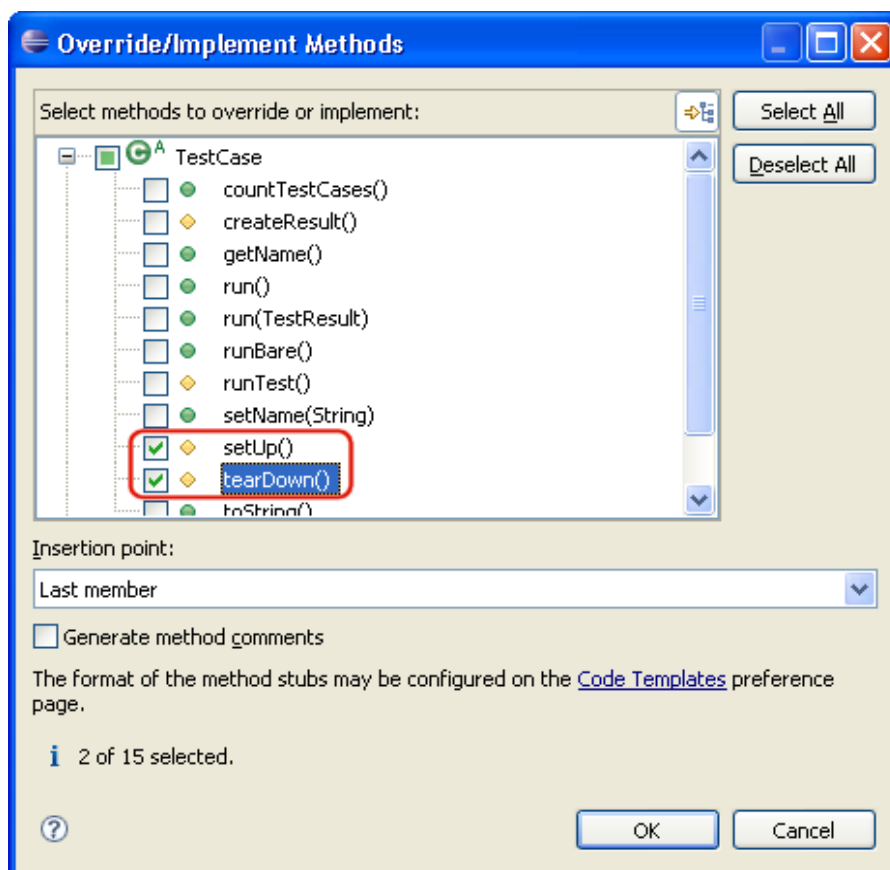 Override/Implement Methods
Select methods to override or implement:
Select All
Deselect All
C A TestCase
countTestCases()
createResult()
getName()
run()
run(TestResult)
runBare()
runTest()
setName(String)
setUp()
tearDown()
toString()
Insertion point:
Last member
Generate method comments
The format of the method stubs may be configured on the Code Templates preference
page.
i 2 of 15 selected.
? OK Cancel